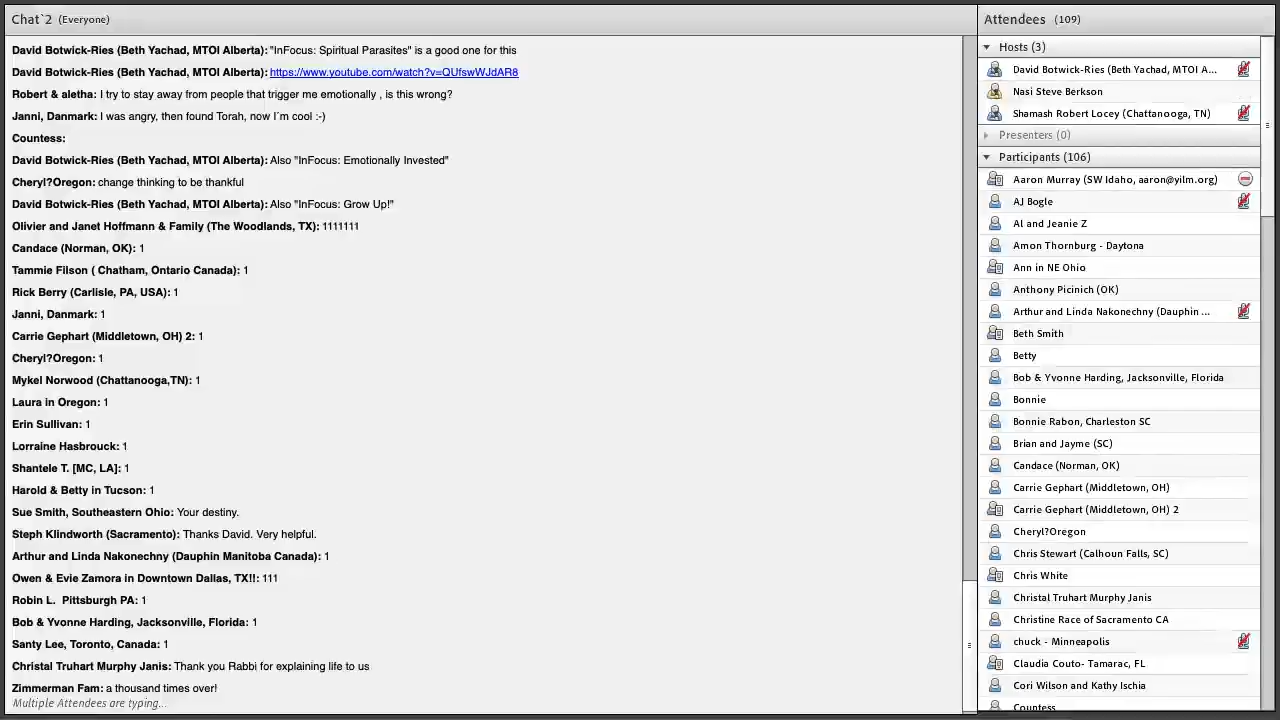 Chat`2 (Everyone)
David Botwick-Ries (Beth Yachad, MTOI Alberta): "InFocus: Spiritual Parasites" is a good one for this
David Botwick-Ries (Beth Yachad, MTOI Alberta): https://www.youtube.com/watch?v=QUfswWJdAR8
Robert & aletha: I try to stay away from people that trigger me emotionally , is this wrong?
Janni, Danmark: I was angry, then found Torah, now I´m cool :-)
Countess:
David Botwick-Ries (Beth Yachad, MTOI Alberta): Also "InFocus: Emotionally Invested"
Cheryl?Oregon: change thinking to be thankful
David Botwick-Ries (Beth Yachad, MTOI Alberta): Also "InFocus: Grow Up!"
Olivier and Janet Hoffmann & Family (The Woodlands, TX): 1111111
Candace (Norman, OK): 1
Tammie Filson ( Chatham, Ontario Canada): 1
Rick Berry (Carlisle, PA, USA): 1
Janni, Danmark: 1
Carrie Gephart (Middletown, OH) 2: 1
Cheryl?Oregon: 1
Mykel Norwood (Chattanooga,TN): 1
Laura in Oregon: 1
Erin Sullivan: 1
Lorraine Hasbrouck: 1
Shantele T. [MC, LA]: 1
Harold & Betty in Tucson: 1
Sue Smith, Southeastern Ohio: Your destiny.
Steph Klindworth (Sacramento): Thanks David. Very helpful.
Arthur and Linda Nakonechny (Dauphin Manitoba Canada): 1
Owen & Evie Zamora in Downtown Dallas, TX!!: 111
Robin L.  Pittsburgh PA: 1
Bob & Yvonne Harding, Jacksonville, Florida: 1
Santy Lee, Toronto, Canada: 1
Christal Truhart Murphy Janis: Thank you Rabbi for explaining life to us
Zimmerman Fam: a thousand times over!
Multiple Attendees are typing...
Attendees (109)
Hosts (3)
David Botwick-Ries (Beth Yachad, MTOI A...
Nasi Steve Berkson
Shamash Robert Locey (Chattanooga, TN)
Presenters (0)
Participants (106)
Aaron Murray (SW Idaho, aaron@yilm.org)
AJ Bogle
Al and Jeanie Z
Amon Thornburg - Daytona
Ann in NE Ohio
Anthony Picinich (OK)
Arthur and Linda Nakonechny (Dauphin ...
Beth Smith
Betty
Bob & Yvonne Harding, Jacksonville, Florida
Bonnie
Bonnie Rabon, Charleston SC
Brian and Jayme (SC)
Candace (Norman, OK)
Carrie Gephart (Middletown, OH)
Carrie Gephart (Middletown, OH) 2
Cheryl?Oregon
Chris Stewart (Calhoun Falls, SC)
Chris White
Christal Truhart Murphy Janis
Christine Race of Sacramento CA
chuck - Minneapolis
Claudia Couto- Tamarac, FL
Cori Wilson and Kathy Ischia
Countess